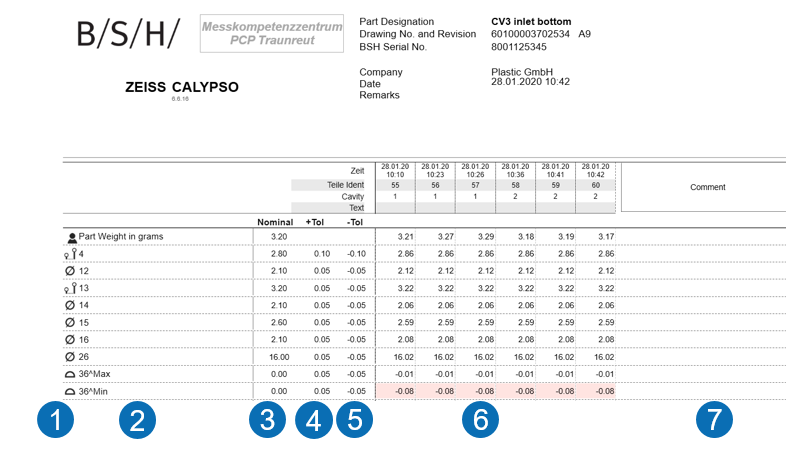 B/S/H/
Messkompetenzzentrum
PCP Traunreut
Part Designation CV3 inlet bottom
Drawing No. and Revision 60100003702534 A9
BSH Serial No. 8001125345
Company Plastic GmbH
Date 28.01.2020 10:42
Remarks
ZEISS CALYPSO
6.6.16
Zeit 28.01.20 10:10 28.01.20 10:23 28.01.20 10:26 28.01.20 10:36 28.01.20 10:41 28.01.20 10:42
Teile Ident 55 56 57 58 59 60
Comment
Cavity 1 1 1 2 2 2
Text
Nominal +Tol -Tol
Part Weight in grams 3.20 3.21 3.27 3.29 3.18 3.19 3.17
4 2.80 0.10 -0.10 2.86 2.86 2.86 2.86 2.86 2.86
12 2.10 0.05 -0.05 2.12 2.12 2.12 2.12 2.12 2.12
13 3.20 0.05 -0.05 3.22 3.22 3.22 3.22 3.22 3.22
14 2.10 0.05 -0.05 2.06 2.06 2.06 2.06 2.06 2.06
15 2.60 0.05 -0.05 2.59 2.59 2.59 2.59 2.59 2.59
16 2.10 0.05 -0.05 2.08 2.08 2.08 2.08 2.08 2.08
26 16.00 0.05 -0.05 16.02 16.02 16.02 16.02 16.02 16.02
36^Max 0.00 0.05 -0.05 -0.01 -0.01 -0.01 -0.01 -0.01 -0.01
36^Min 0.00 0.05 -0.05 -0.08 -0.08 -0.08 -0.08 -0.08 -0.08
1 2 3 4 5 6 7